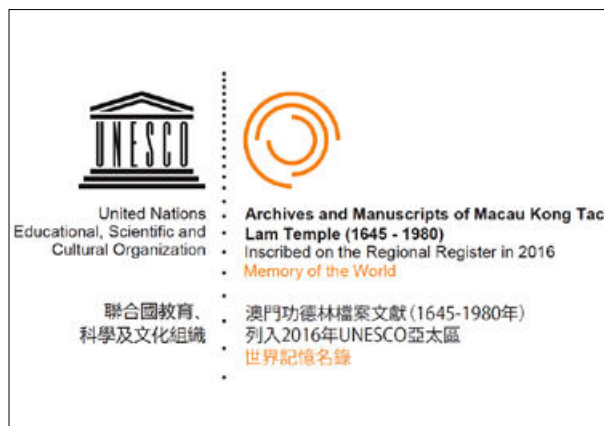 UNESCO
United Nations
Educational, Scientific and
Cultural Organization
Archives and Manuscripts of Macau Kong Tac
Lam Temple (1645 - 1980)
Inscribed on the Regional Register in 2016
Memory of the World
聯合國教育、
科學及文化組織
澳門功德林檔案文獻(1645-1980年)
列入2016年UNESCO亞太區
世界記憶名錄